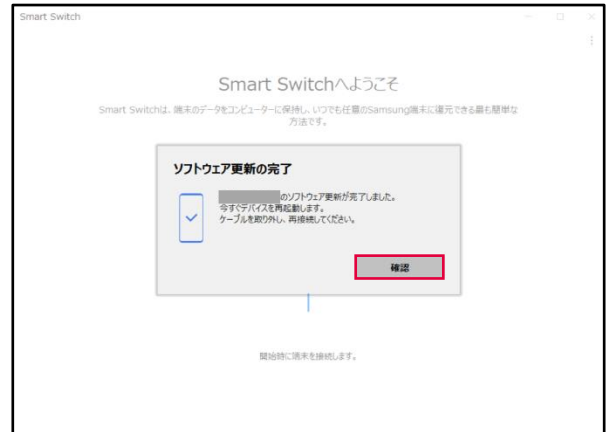 Smart Switch
Smart Switchへようこそ
Smart Switchは、端末のデータをコンピューターに保持し、いつでも任意のSamsung端末に復元できる最も簡単な
方法です。
ソフトウェア更新の完了
のソフトウェア更新が完了しました。
今すぐデバイスを再起動します。
ケーブルを取り外し、再接続してください。
確認
開始時に端末を接続します。